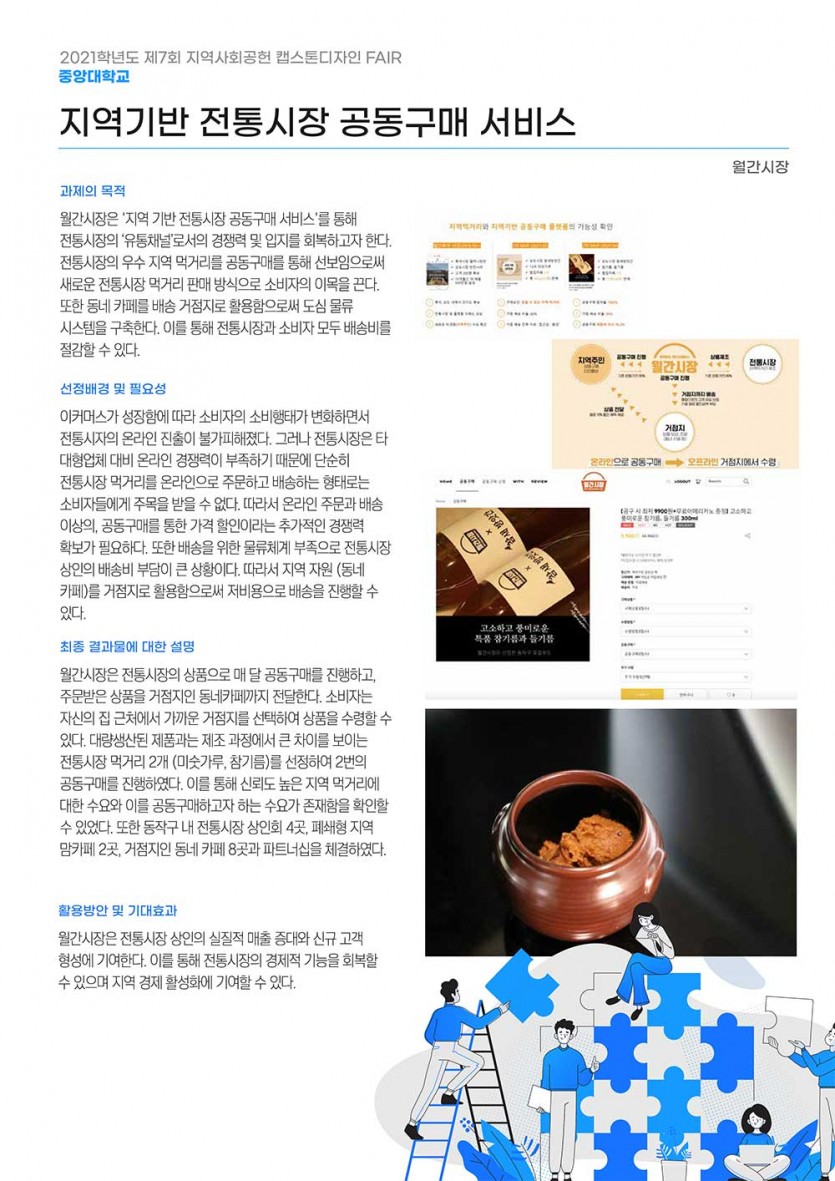 2021학년도 제7회 지역사회공헌 캡스톤디자인 FAIR
중앙대학교
지역기반 전통시장 공동구매 서비스
월간시장
과제의 목적
월간시장은 '지역 기반 전통시장 공동구매 서비스'를 통해
전통시장의 '유통채널'로서의 경쟁력 및 입지를 회복하고자 한다.
전통시장의 우수 지역 먹거리를 공동구매를 통해 선보임으로써
새로운 전통시장 먹거리 판매 방식으로 소비자의 이목을 끈다.
또한 동네 카페를 배송 거점지로 활용함으로써 도심 물류
시스템을 구축한다. 이를 통해 전통시장과 소비자 모두 배송비를
절감할 수 있다.
선정배경 및 필요성
이커머스가 성장함에 따라 소비자의 소비행태가 변화하면서
전통시자의 온라인 진출이 불가피해졌다. 그러나 전통시장은 타
대형업체 대비 온라인 경쟁력이 부족하기 때문에 단순히
전통시장 먹거리를 온라인으로 주문하고 배송하는 형태로는
소비자들에게 주목을 받을 수 없다. 따라서 온라인 주문과 배송
이상의, 공동구매를 통한 가격 할인이라는 추가적인 경쟁력
확보가 필요하다. 또한 배송을 위한 물류체계 부족으로 전통시장
상인의 배송비 부담이 큰 상황이다. 따라서 지역 자원 (동네
카페)를 거점지로 활용함으로써 저비용으로 배송을 진행할 수
있다.
최종 결과물에 대한 설명
월간시장은 전통시장의 상품으로 매 달 공동구매를 진행하고,
주문받은 상품을 거점지인 동네카페까지 전달한다. 소비자는
자신의 집 근처에서 가까운 거점지를 선택하여 상품을 수령할 수
있다. 대량생산된 제품과는 제조 과정에서 큰 차이를 보이는
전통시장 먹거리 2개 (미숫가루, 참기름)를 선정하여 2번의
공동구매를 진행하였다. 이를 통해 신뢰도 높은 지역 먹거리에
대한 수요와 이를 공동구매하고자 하는 수요가 존재함을 확인할
수 있었다. 또한 동작구 내 전통시장 상인회 4곳, 폐쇄형 지역
맘카페 2곳, 거점지인 동네 카페 8곳과 파트너십을 체결하였다.
활용방안 및 기대효과
월간시장은 전통시장 상인의 실질적 매출 증대와 신규 고객
형성에 기여한다. 이를 통해 전통시장의 경제적 기능을 회복할
수 있으며 지역 경제 활성화에 기여할 수 있다.
지역먹거리와 지역기반 공동구매 플랫폼의 가능성 확인
지역주민
공동구매 진행
월간시장
공동구매 진행
상품제조
전통시장
거점지까지 배송
상품 전달
거점지
온라인으로 공동구매 오프라인 거점지에서 수령
HOME 공동구매 공동구매 신청 WITH REVIEW
월간시장
LOGOUT
Search
[공구 시 최저 9900원+무료아메리카노 증정] 고소하고
풍미로운 참기름, 들기름 300ml
고소하고 풍미로운
특품 참기름과 들기름